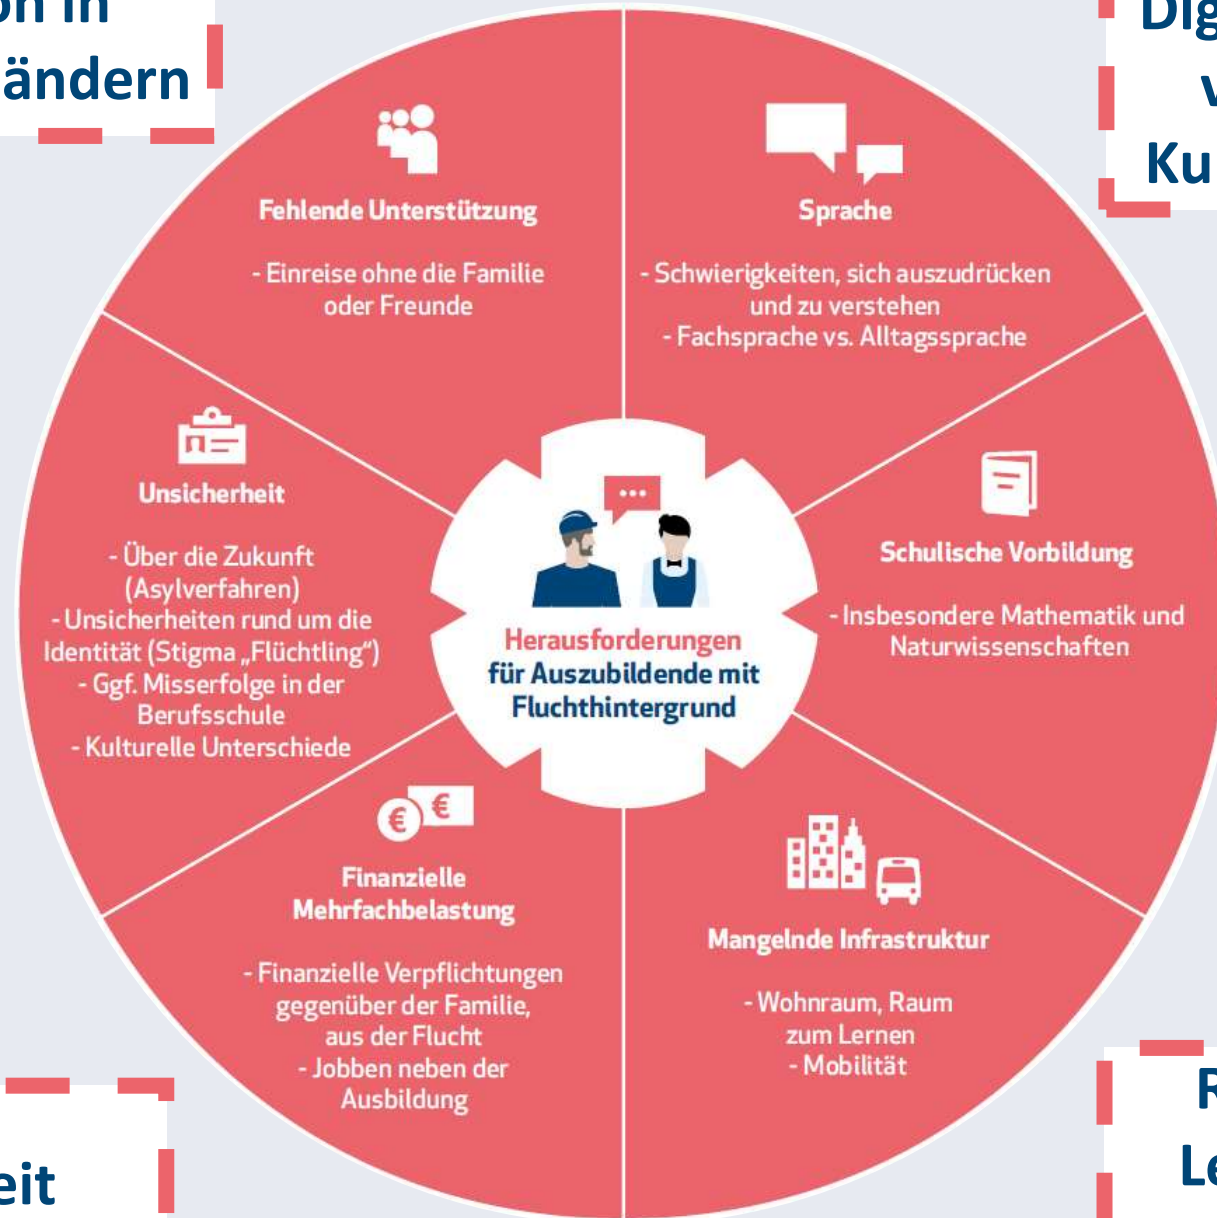 ändern
Fehlende Unterstützung
- Einreise ohne die Familie
oder Freunde
Sprache
- Schwierigkeiten, sich auszudrücken
und zu verstehen
- Fachsprache vs. Alltagssprache
Unsicherheit
- Über die Zukunft
(Asylverfahren)
- Unsicherheiten rund um die
Identität (Stigma „Flüchtling“)
- Ggf. Misserfolge in der
Berufsschule
- Kulturelle Unterschiede
Schulische Vorbildung
- Insbesondere Mathematik und
Naturwissenschaften
Herausforderungen
für Auszubildende mit
Fluchthintergrund
€ €
Finanzielle
Mehrfachbelastung
- Finanzielle Verpflichtungen
gegenüber der Familie,
aus der Flucht
- Jobben neben der
Ausbildung
Mangelnde Infrastruktur
- Wohnraum, Raum
zum Lernen
- Mobilität
eit